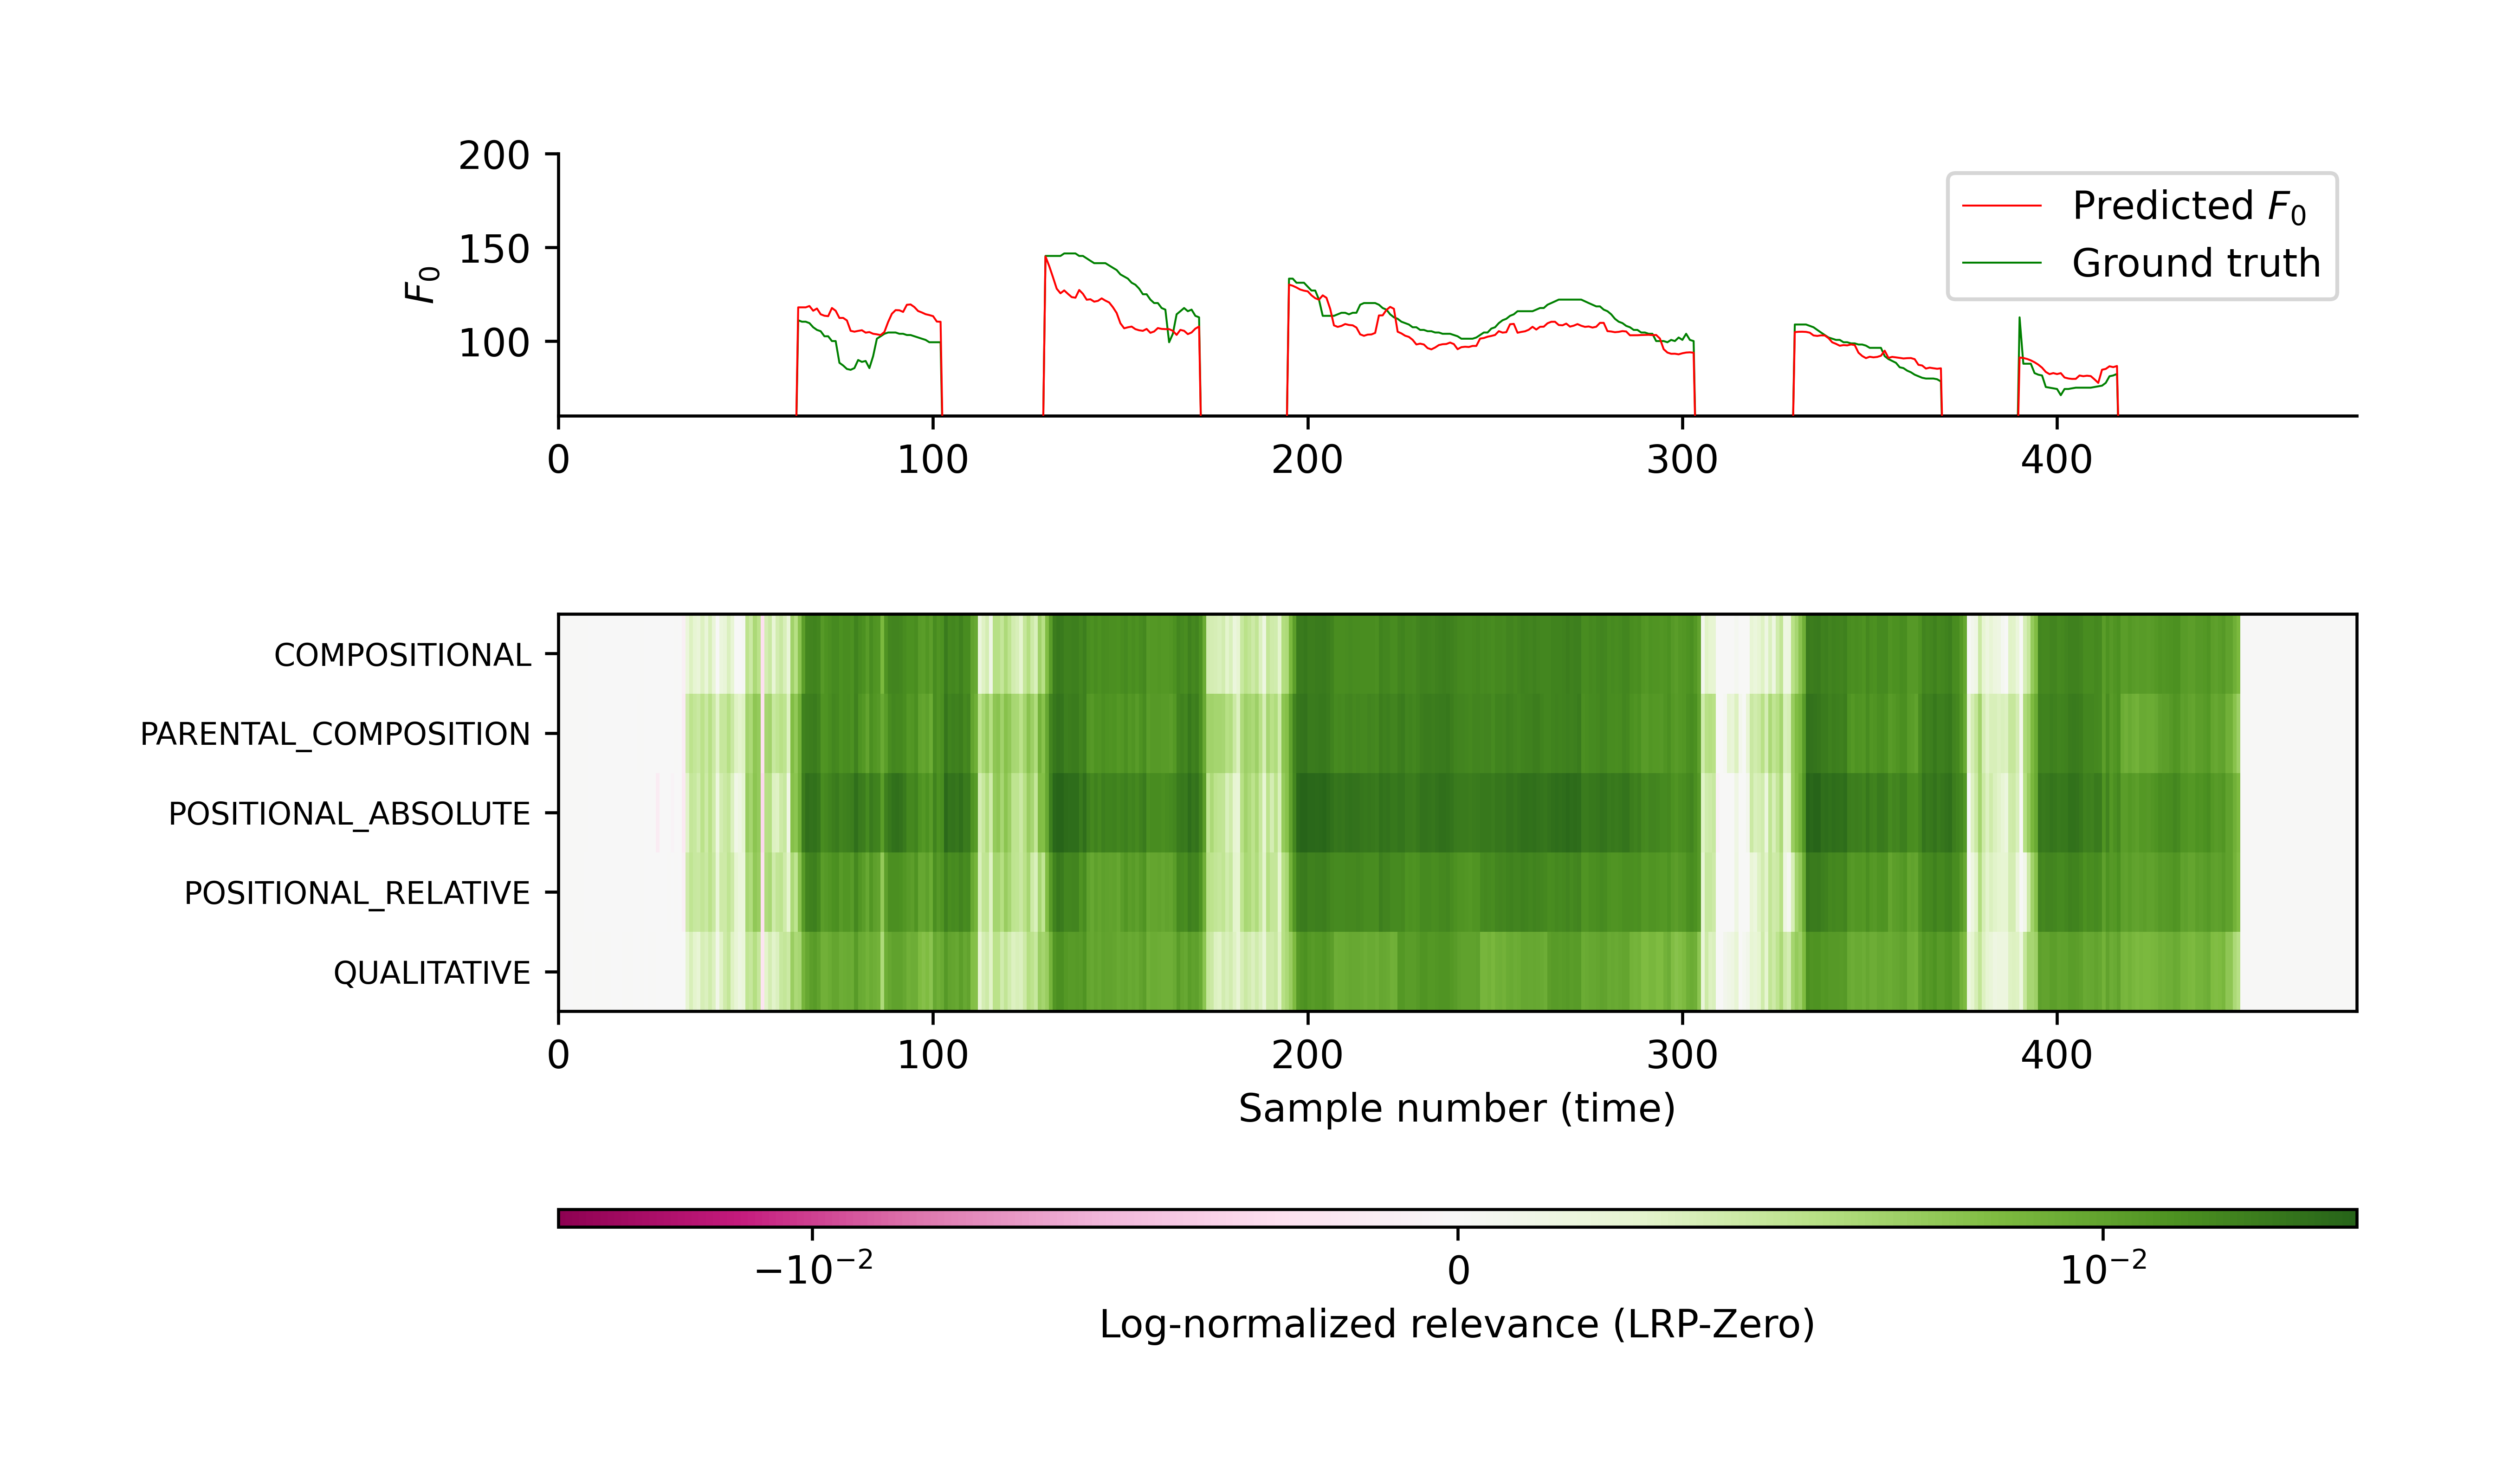 200
150
100
F₀
Predicted F₀
Ground truth
0 100 200 300 400
COMPOSITIONAL
PARENTAL_COMPOSITION
POSITIONAL_ABSOLUTE
POSITIONAL_RELATIVE
QUALITATIVE
0 100 200 300 400
Sample number (time)
−10⁻² 0 10⁻²
Log-normalized relevance (LRP-Zero)